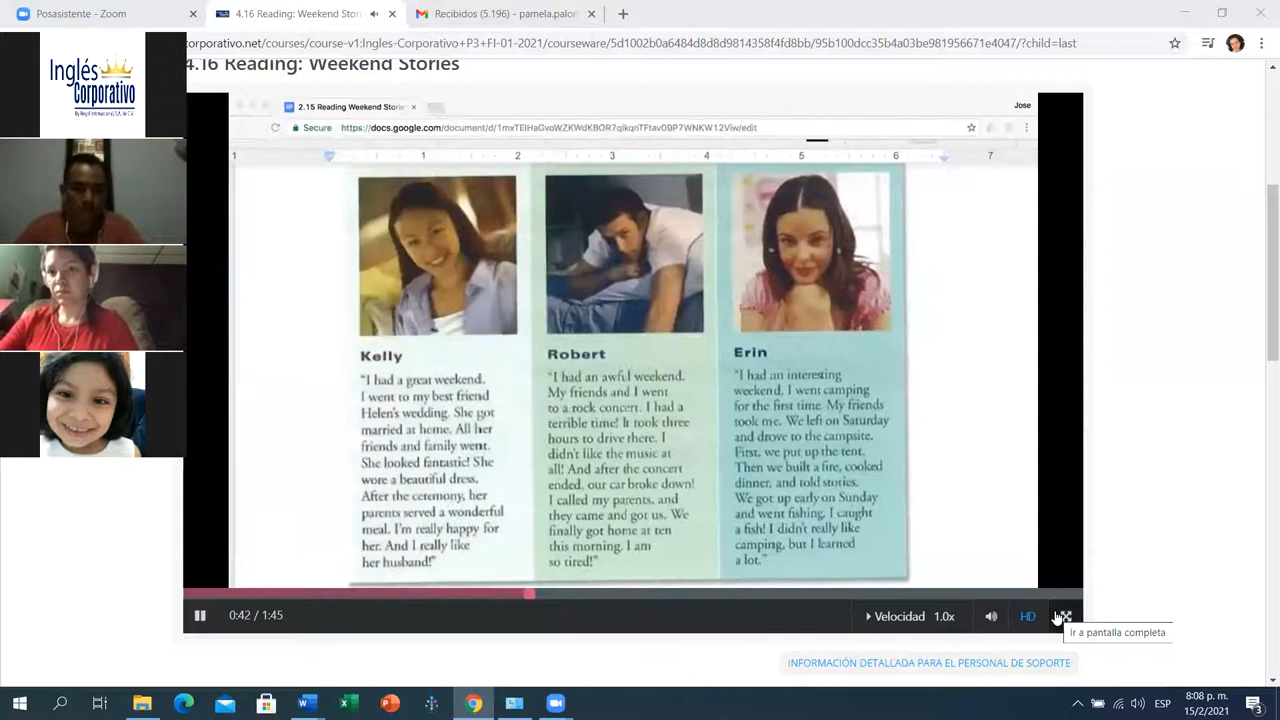 Posasistente - Zoom
4.16 Reading: Weekend Stori
Recibidos (5.196) - pamela.palon
corporativo.net/courses/course-v1:Ingles-Corporativo+P3+FI-01-2021/courseware/5d1002b0a6484d8d8d9814358f4fd8bb/95b100dcc35b4a03be981956671e4047/?child=last
4.16 Reading: Weekend Stories
Inglés
Corporativo
2.15 Reading Weekend Storie
Jose
Secure
1 1 2 3 4 5 6 7
Kelly
"I had a great weekend.
I went to my best friend
Helen's wedding. She got
married at home. All her
friends and family went.
She looked fantastic! She
wore a beautiful dress.
After the ceremony, her
parents served a wonderful
meal. I'm really happy for
her. And I really like
her husband!"
Robert
"I had an awful weekend.
My friends and I went
to a rock concert. I had a
terrible time! It took three
hours to drive there. I
didn't like the music at
all! And after the concert
ended, our car broke down!
I called my parents, and
they came and got us. We
finally got home at ten
this morning. I am
so tired!"
Erin
"I had an interesting
weekend. I went camping
for the first time. My friends
took me. We left on Saturday
and drove to the campsite.
First, we put up the tent.
Then we built a fire, cooked
dinner, and told stories.
We got up early on Sunday
and went fishing. I caught
a fish! I didn't really like
camping, but I learned
a lot."
0:42 / 1:45
Velocidad 1.0x
HD
Ir a pantalla completa
INFORMACIÓN DETALLADA PARA EL PERSONAL DE SOPORTE
ESP
8:08 p. m.
15/2/2021
3